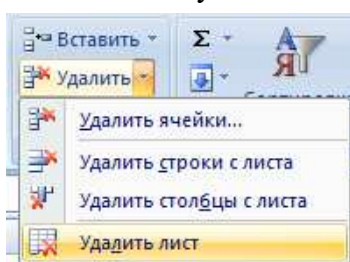 Вставить
Σ
А
Я
Удалить
Удалить ячейки...
Удалить строки с листа
Удалить столбцы с листа
Удалить лист